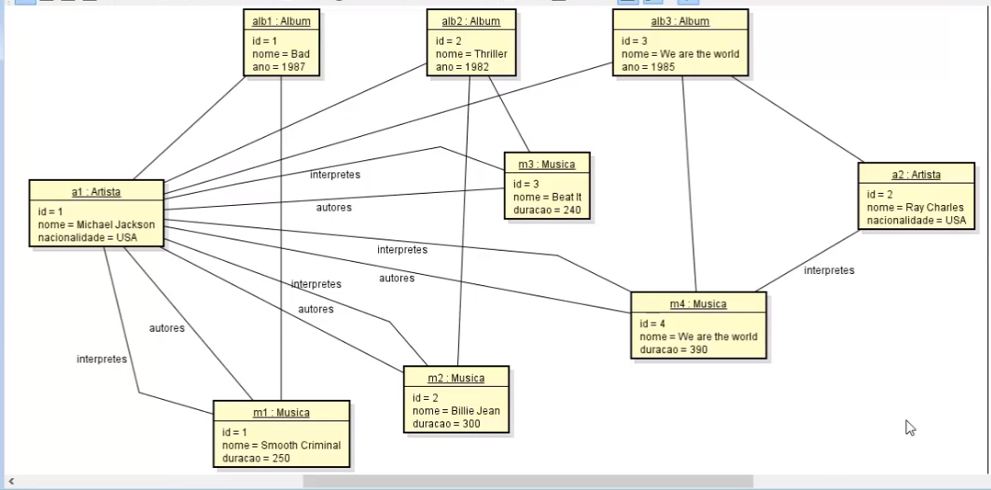 alb1 : Album
id = 1
nome = Bad
ano = 1987
alb2 : Album
id = 2
nome = Thriller
ano = 1982
alb3 : Album
id = 3
nome = We are the world
ano = 1985
m3 : Musica
id = 3
nome = Beat It
duracao = 240
a2 : Artista
id = 2
nome = Ray Charles
nacionalidade = USA
a1 : Artista
id = 1
nome = Michael Jackson
nacionalidade = USA
interpretes
autores
interpretes
autores
interpretes
interpretes
autores
autores
interpretes
m4 : Musica
id = 4
nome = We are the world
duracao = 390
m2 : Musica
id = 2
nome = Billie Jean
duracao = 300
m1 : Musica
id = 1
nome = Smooth Criminal
duracao = 250